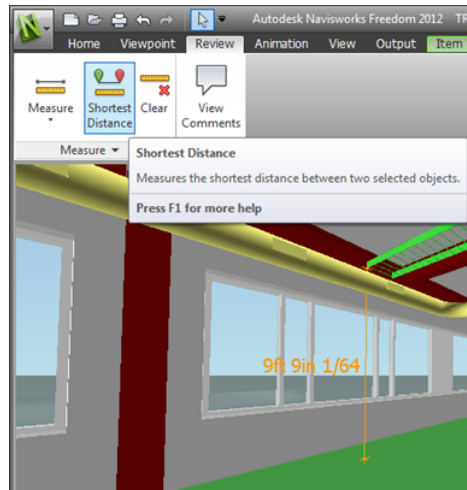 Autodesk Navisworks Freedom 2012 TR
Home Viewpoint Review Animation View Output Item
Measure Shortest Distance Clear View Comments
Measure
Shortest Distance
Measures the shortest distance between two selected objects.
Press F1 for more help
9ft 9in 1/64